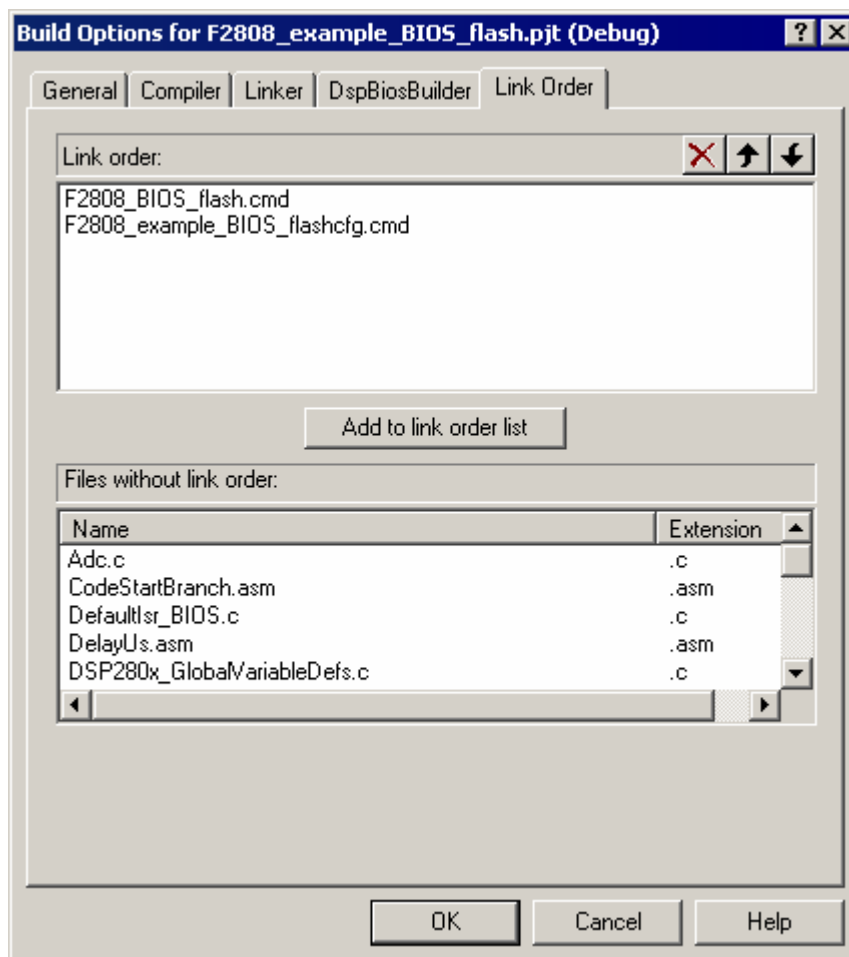 Build Options for F2808_example_BIOS_flash.pjt (Debug)
General Compiler Linker DspBiosBuilder Link Order
Link order:
F2808_BIOS_flash.cmd
F2808_example_BIOS_flashcfg.cmd
Add to link order list
Files without link order:
Name Extension
Adc.c .c
CodeStartBranch.asm .asm
DefaultIsr_BIOS.c .c
DelayUs.asm .asm
DSP280x_GlobalVariableDefs.c .c
OK Cancel Help